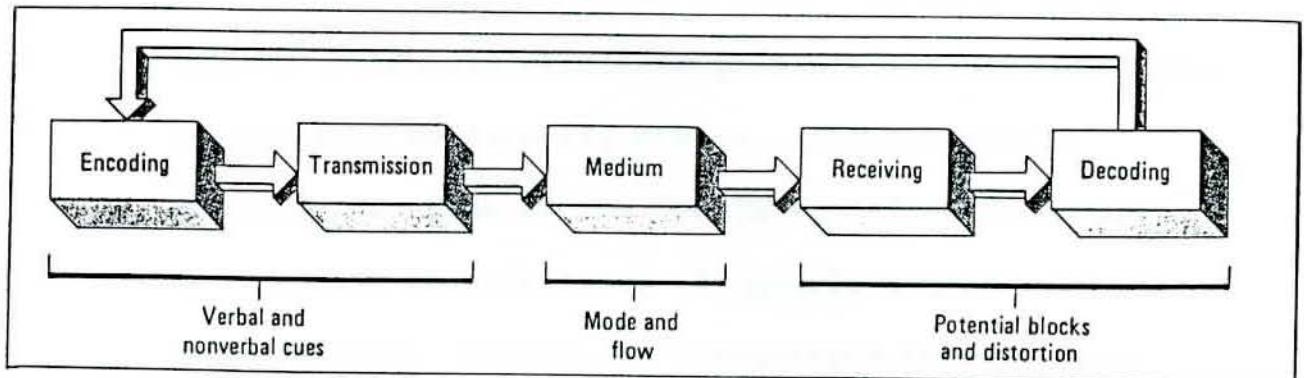 Encoding
Transmission
Medium
Receiving
Decoding
Verbal and
nonverbal cues
Mode and
flow
Potential blocks
and distortion